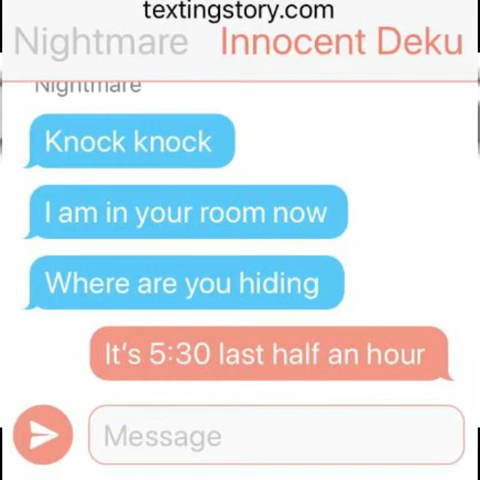 textingstory.com
Nightmare Innocent Deku
Nightmare
Knock knock
I am in your room now
Where are you hiding
It's 5:30 last half an hour
Message